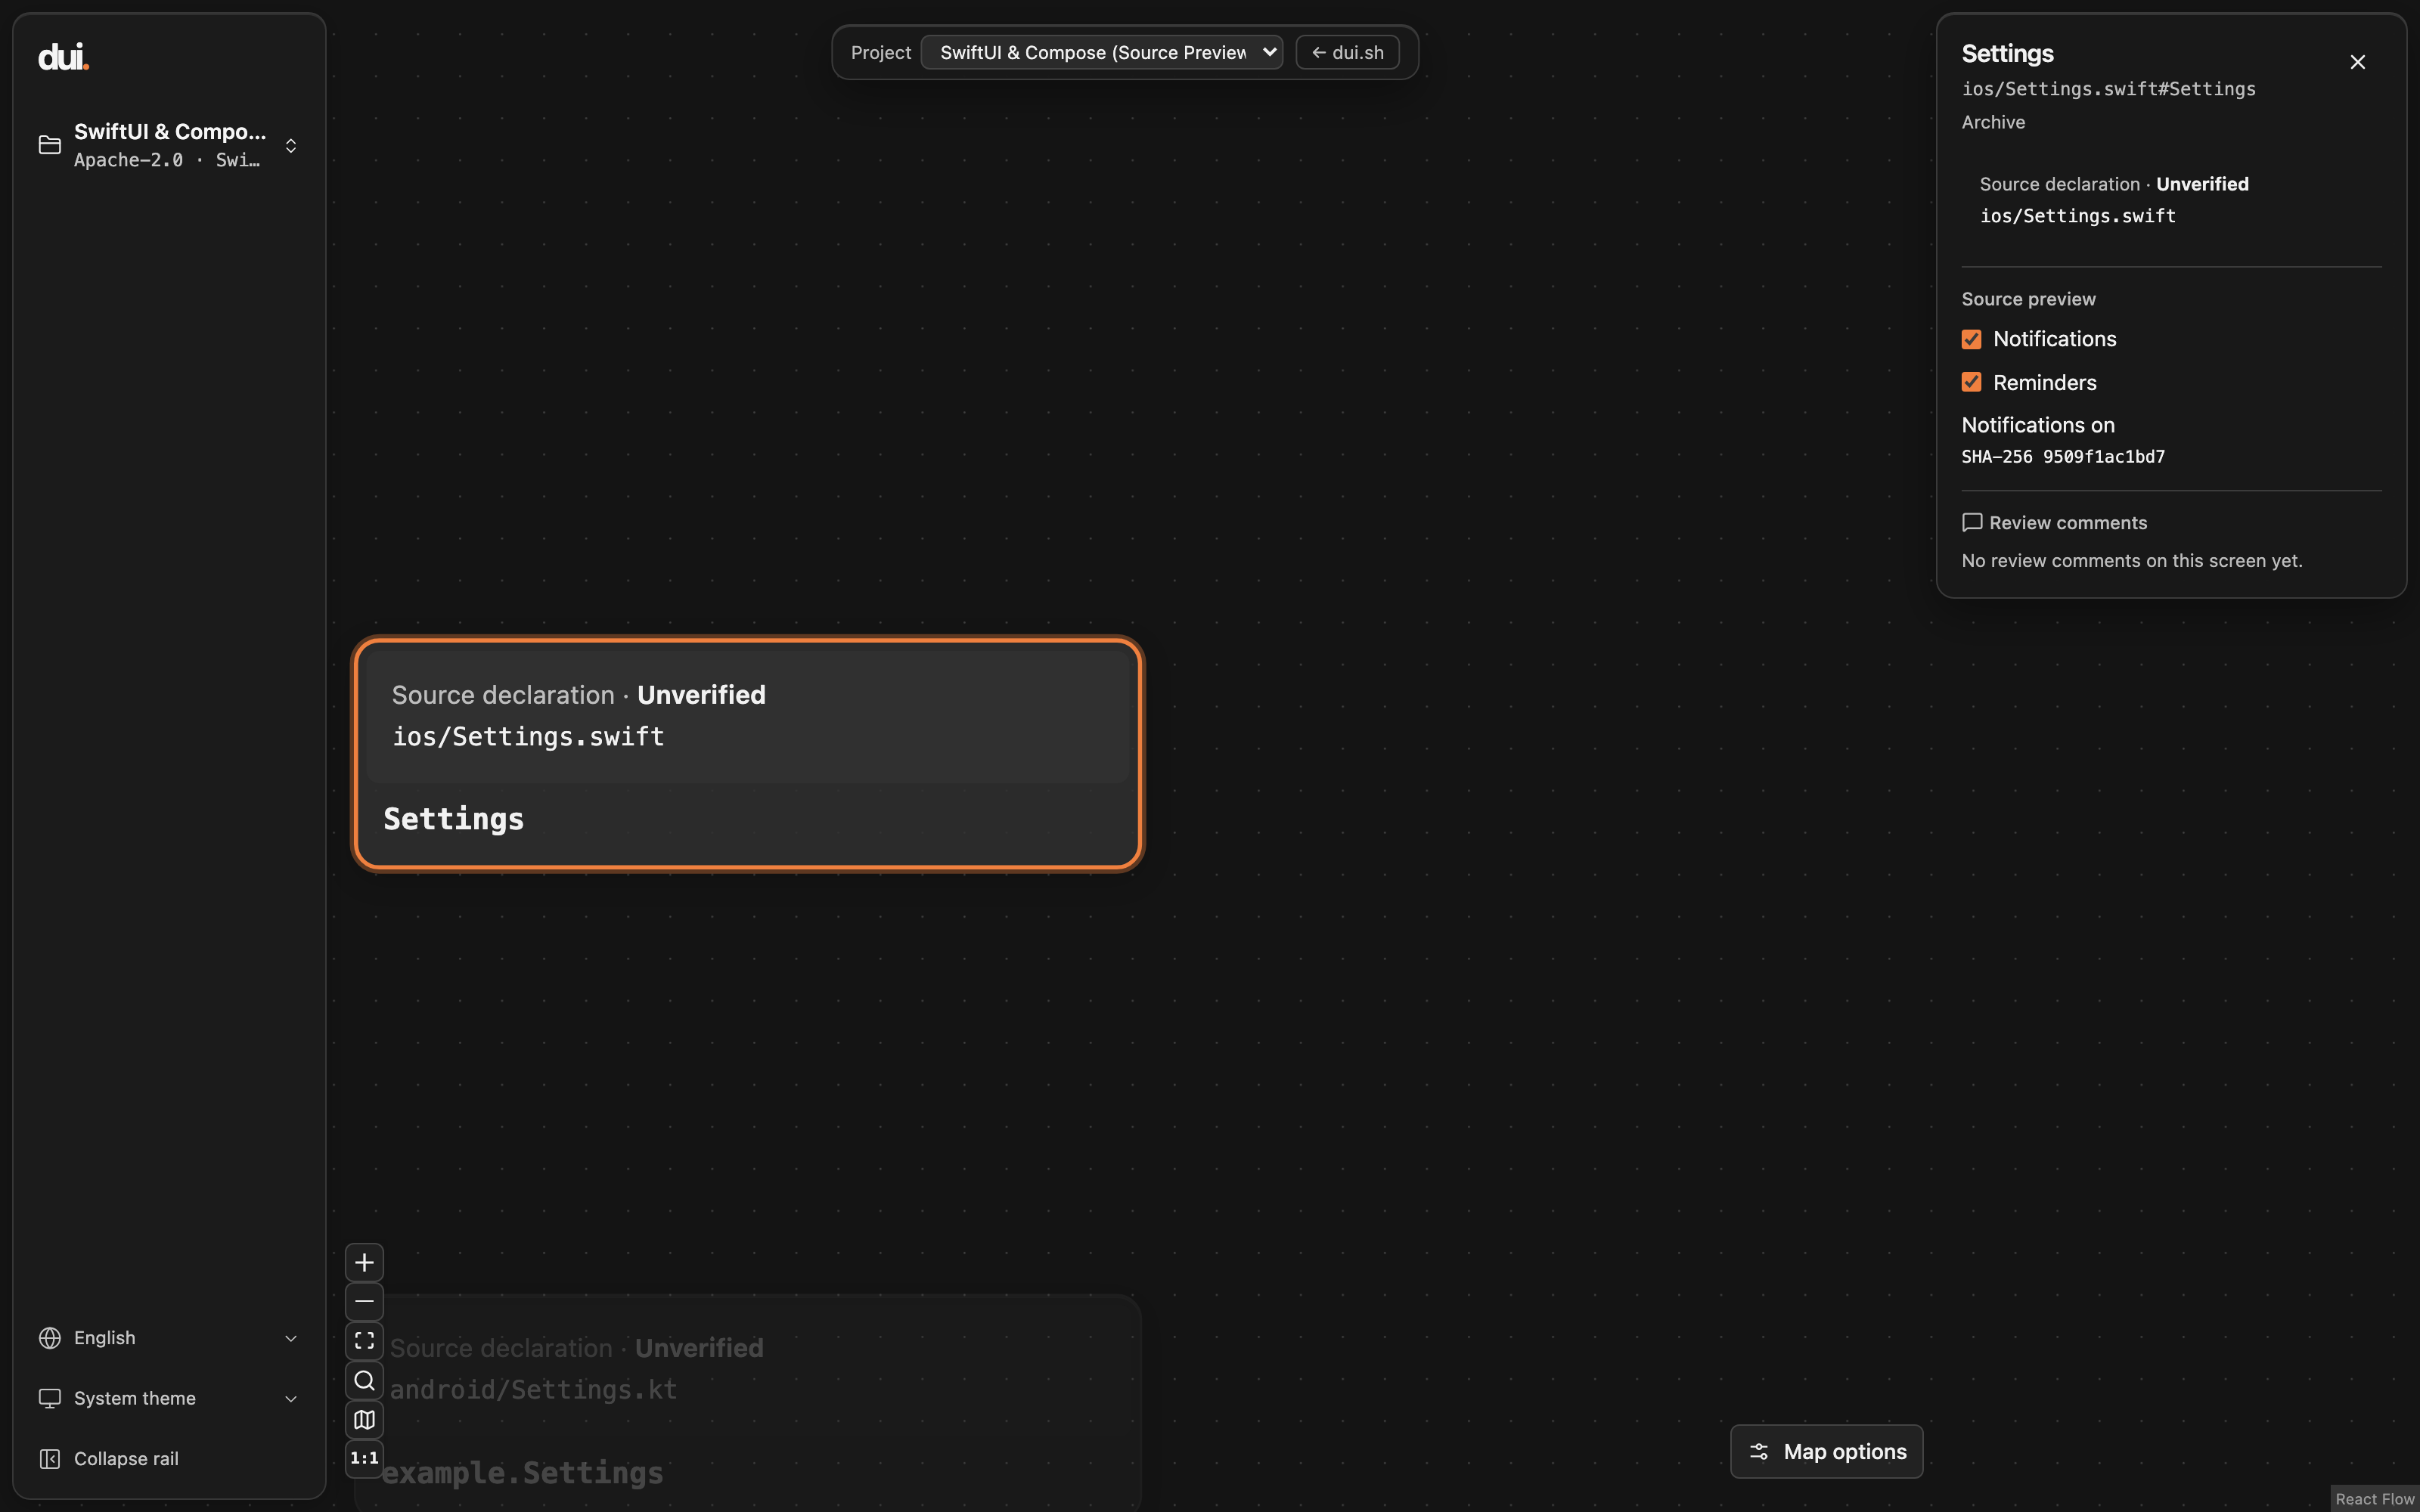 dui.
SwiftUI & Compo...
Apache-2.0 · Swi...
Project
SwiftUI & Compose (Source Preview
← dui.sh
Settings
ios/Settings.swift#Settings
Archive
Source declaration · Unverified
ios/Settings.swift
Source preview
Notifications
Reminders
Notifications on
SHA-256 9509f1ac1bd7
Review comments
No review comments on this screen yet.
Source declaration · Unverified
ios/Settings.swift
Settings
Source declaration · Unverified
android/Settings.kt
example.Settings
1:1
English
System theme
Collapse rail
Map options
React Flow